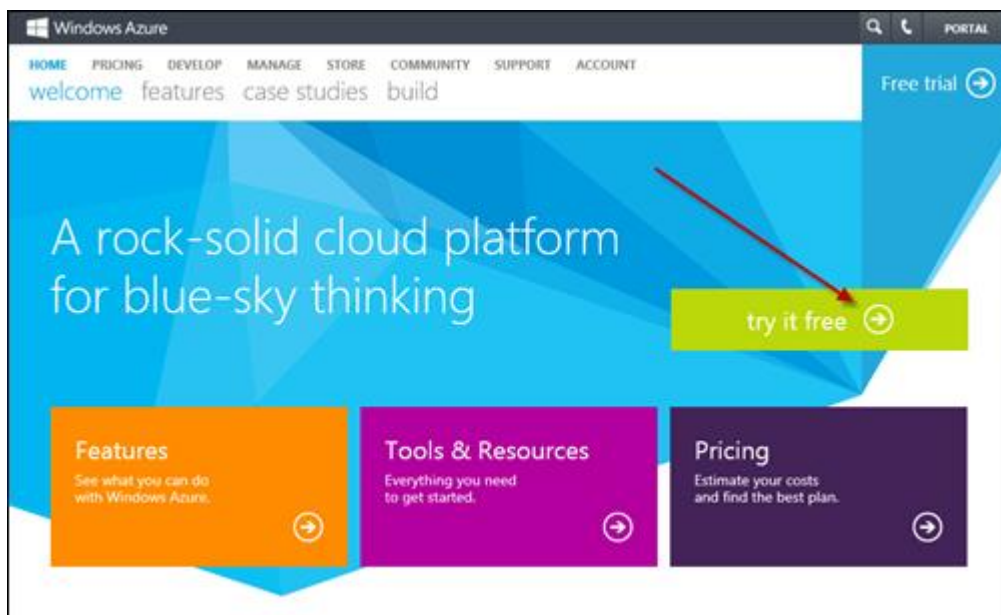 Windows Azure
PORTAL
HOME PRICING DEVELOP MANAGE STORE COMMUNITY SUPPORT ACCOUNT
welcome features case studies build
Free trial
A rock-solid cloud platform
for blue-sky thinking
try it free
Features
See what you can do
with Windows Azure.
Tools & Resources
Everything you need
to get started.
Pricing
Estimate your costs
and find the best plan.